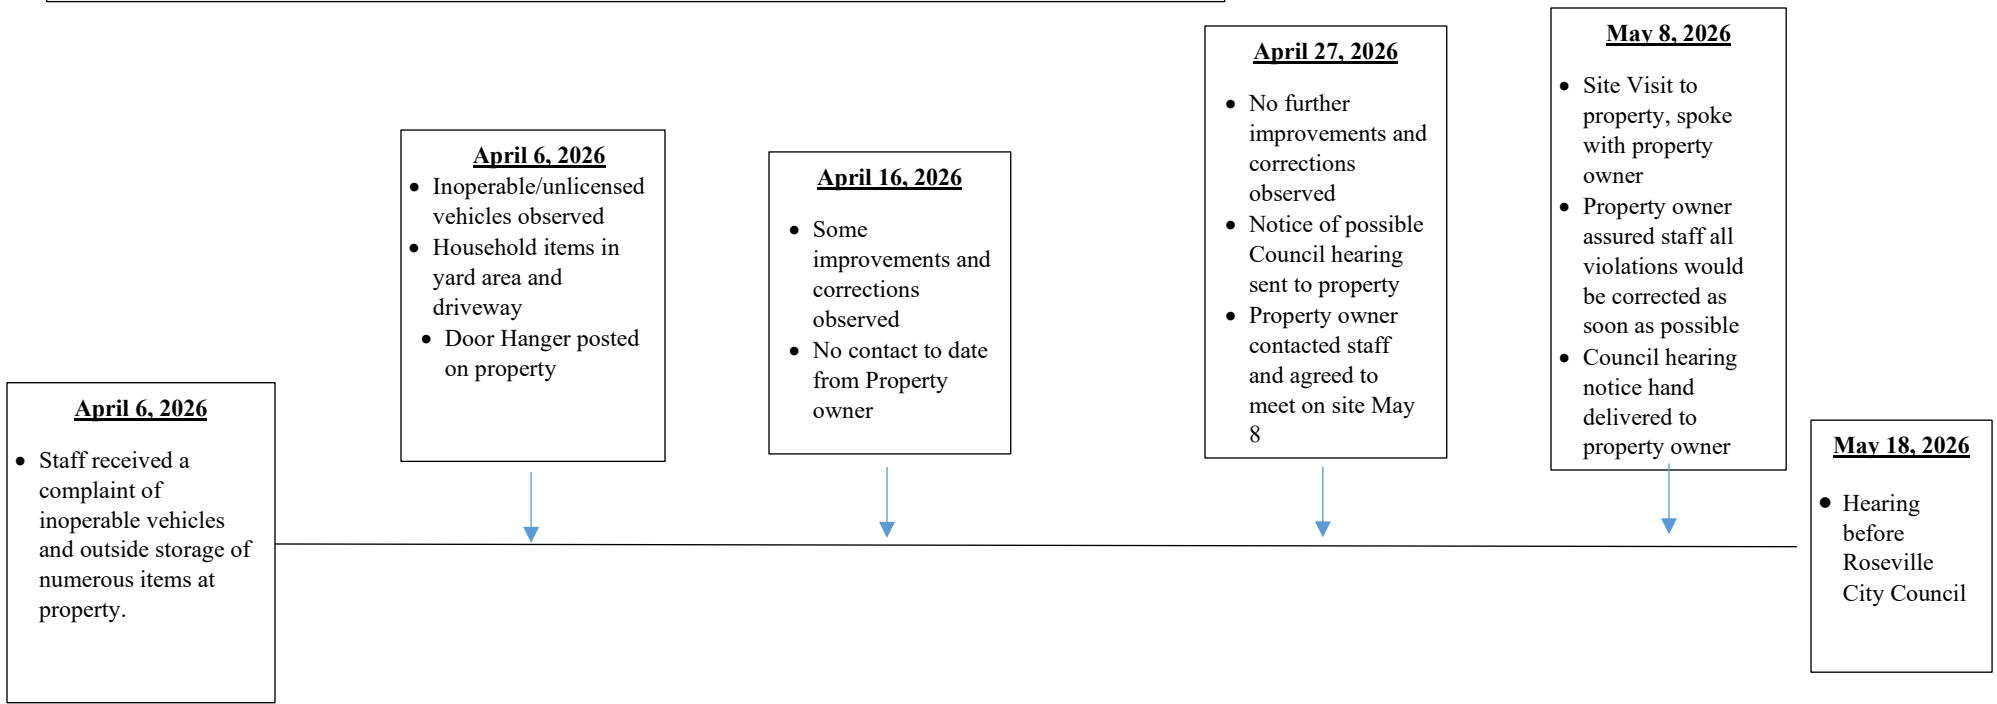 April 6, 2026
• Staff received a
complaint of
inoperable vehicles
and outside storage of
numerous items at
property.
April 6, 2026
• Inoperable/unlicensed
vehicles observed
• Household items in
yard area and
driveway
• Door Hanger posted
on property
April 16, 2026
• Some
improvements and
corrections
observed
• No contact to date
from Property
owner
April 27, 2026
• No further
improvements and
corrections
observed
• Notice of possible
Council hearing
sent to property
• Property owner
contacted staff
and agreed to
meet on site May
8
May 8, 2026
• Site Visit to
property, spoke
with property
owner
• Property owner
assured staff all
violations would
be corrected as
soon as possible
• Council hearing
notice hand
delivered to
property owner
May 18, 2026
• Hearing
before
Roseville
City Council